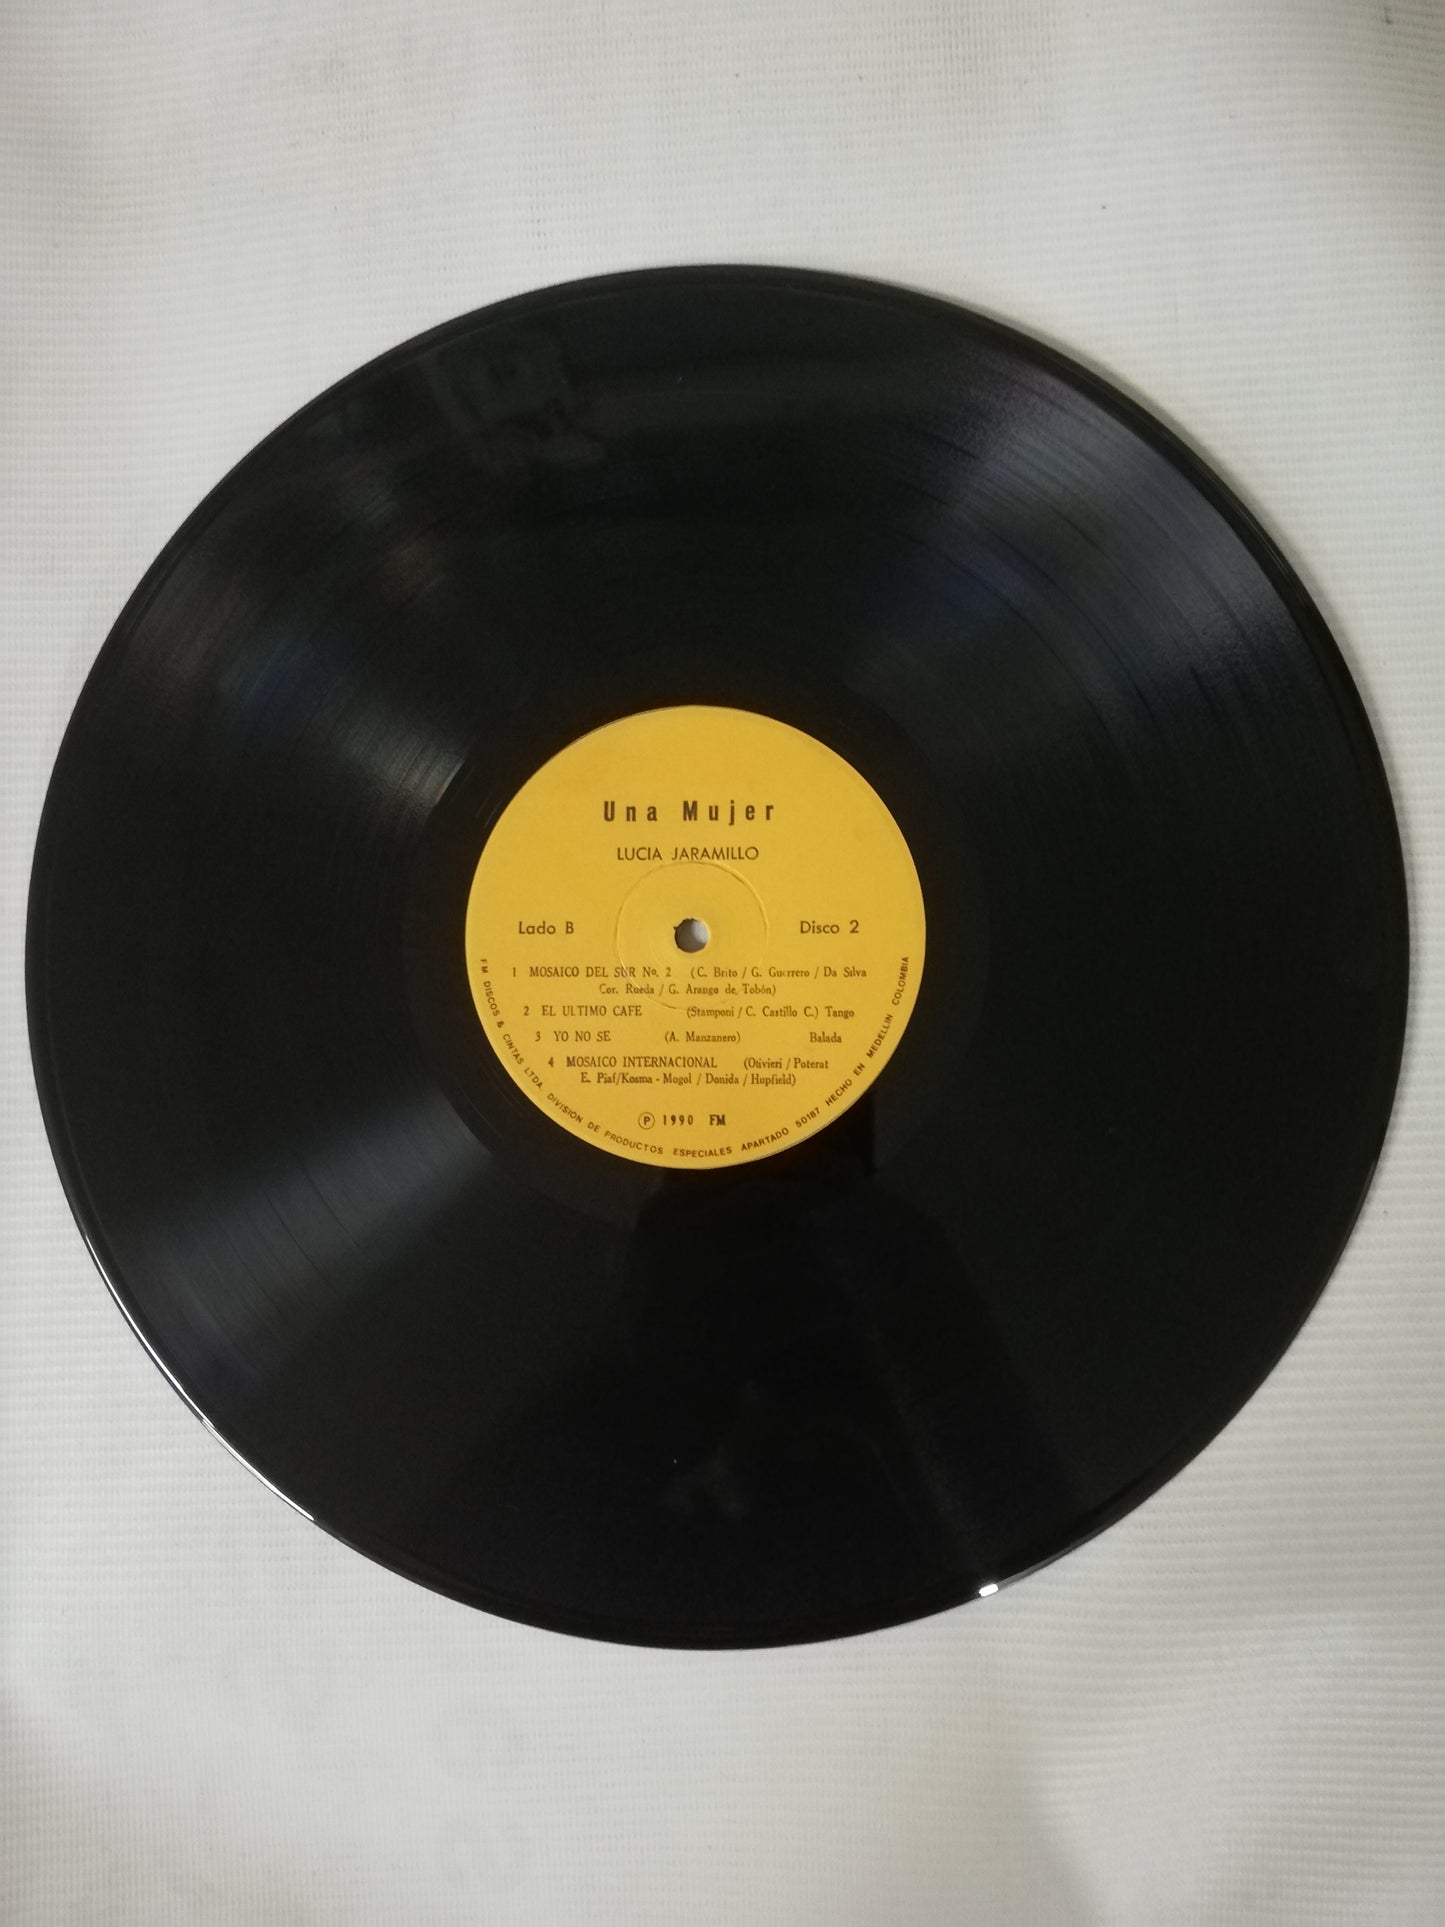 Una Mujer
LUCIA JARAMILLO
Lado B Disco 2
1 MOSAICO DEL SUR No. 2 (C. Brito / G. Guerrero / Da Silva
Cor. Rueda / G. Arango de Tobón)
2 EL ULTIMO CAFE (Stamponi / C. Castillo C.) Tango
3 YO NO SE (A. Manzanero) Balada
4 MOSAICO INTERNACIONAL (Olivieri / Poterat
E. Piaf/Kosma - Mogol / Donida / Hupfield)
℗ 1990 FM
FM DISCOS & CINTAS LTDA. DIVISION DE PRODUCTOS ESPECIALES APARTADO 50187 HECHO EN MEDELLIN COLOMBIA